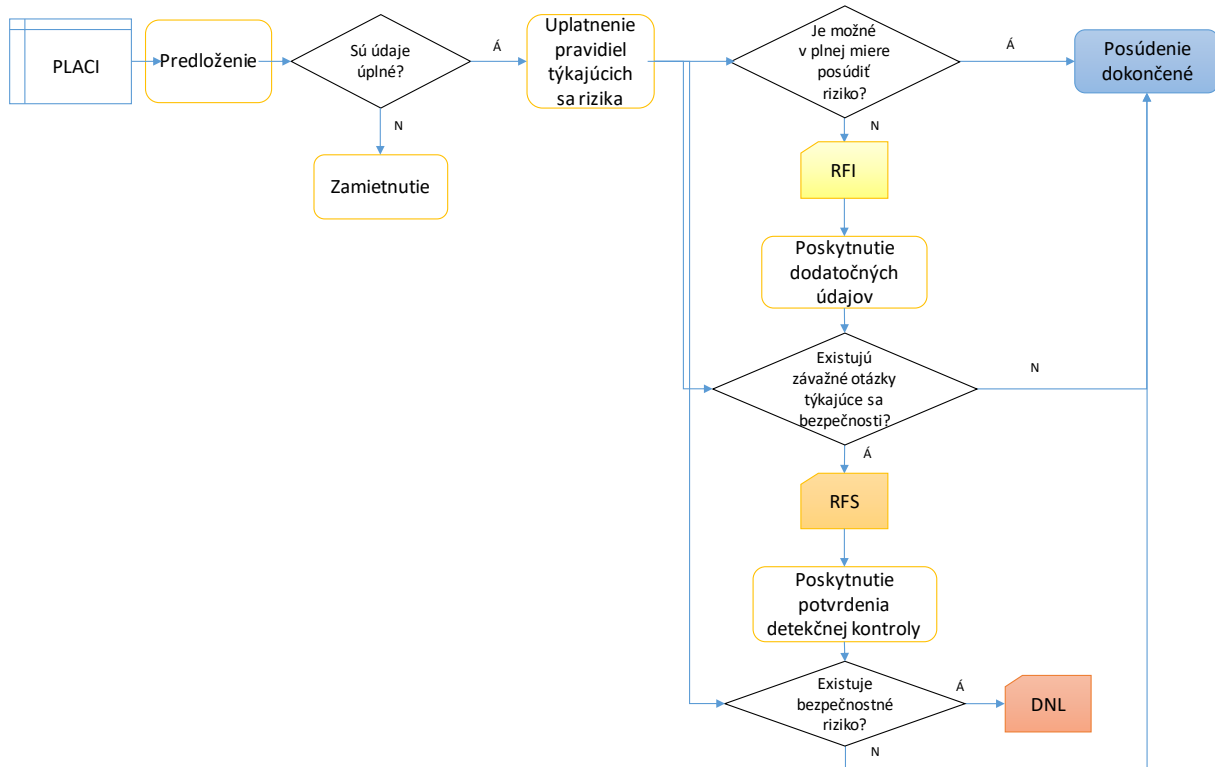 PLACI
Predloženie
Sú údaje
úplné?
Á
N
Zamietnutie
Uplatnenie
pravidiel
týkajúcich
sa rizika
Je možné
v plnej miere
posúdiť
riziko?
Á
Posúdenie
dokončené
N
RFI
Poskytnutie
dodatočných
údajov
Existujú
závažné otázky
týkajúce sa
bezpečnosti?
N
Á
RFS
Poskytnutie
potvrdenia
detekčnej kontroly
Existuje
bezpečnostné
riziko?
Á
DNL
N